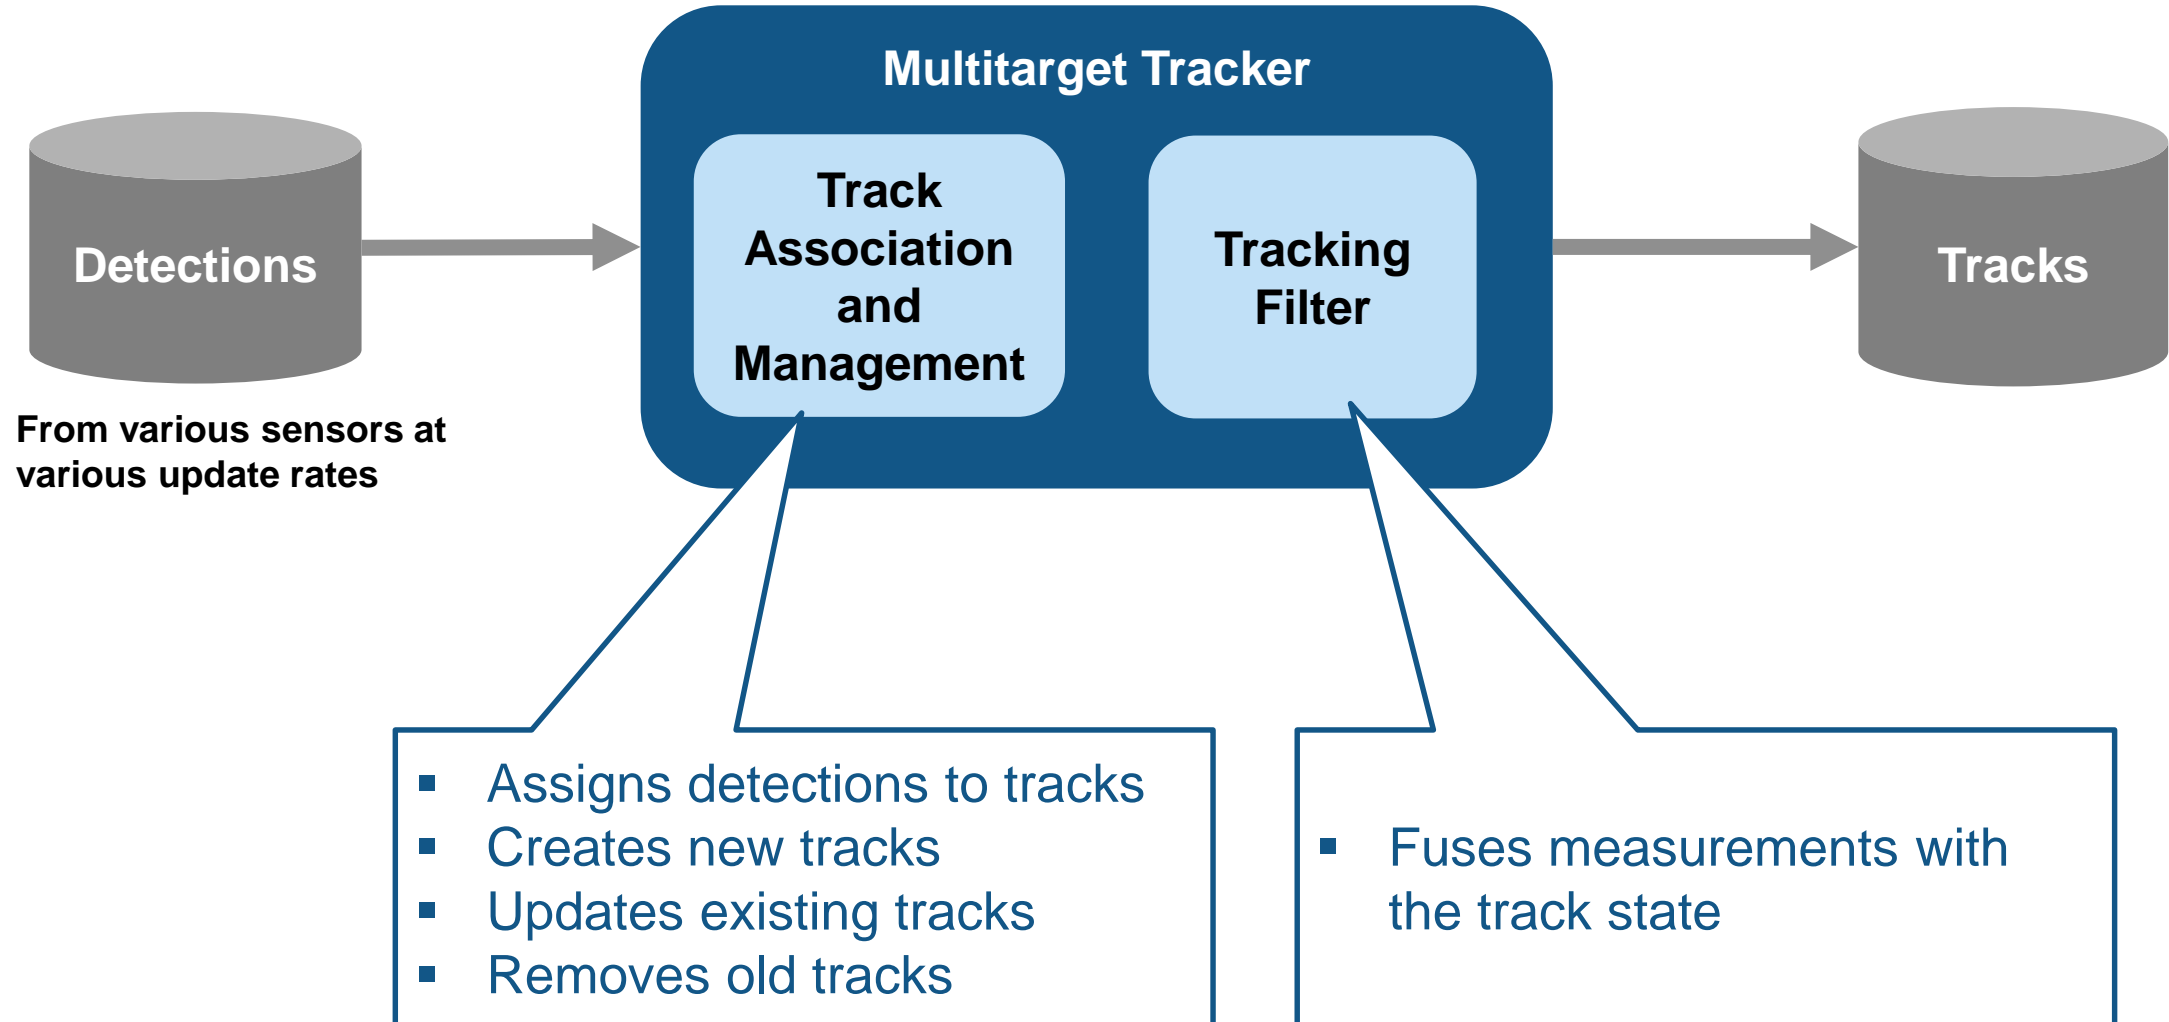 Multitarget Tracker
Detections
From various sensors at
various update rates
Track
Association
and
Management
Tracking
Filter
Tracks
▪ Assigns detections to tracks
▪ Creates new tracks
▪ Updates existing tracks
▪ Removes old tracks
▪ Fuses measurements with
the track state